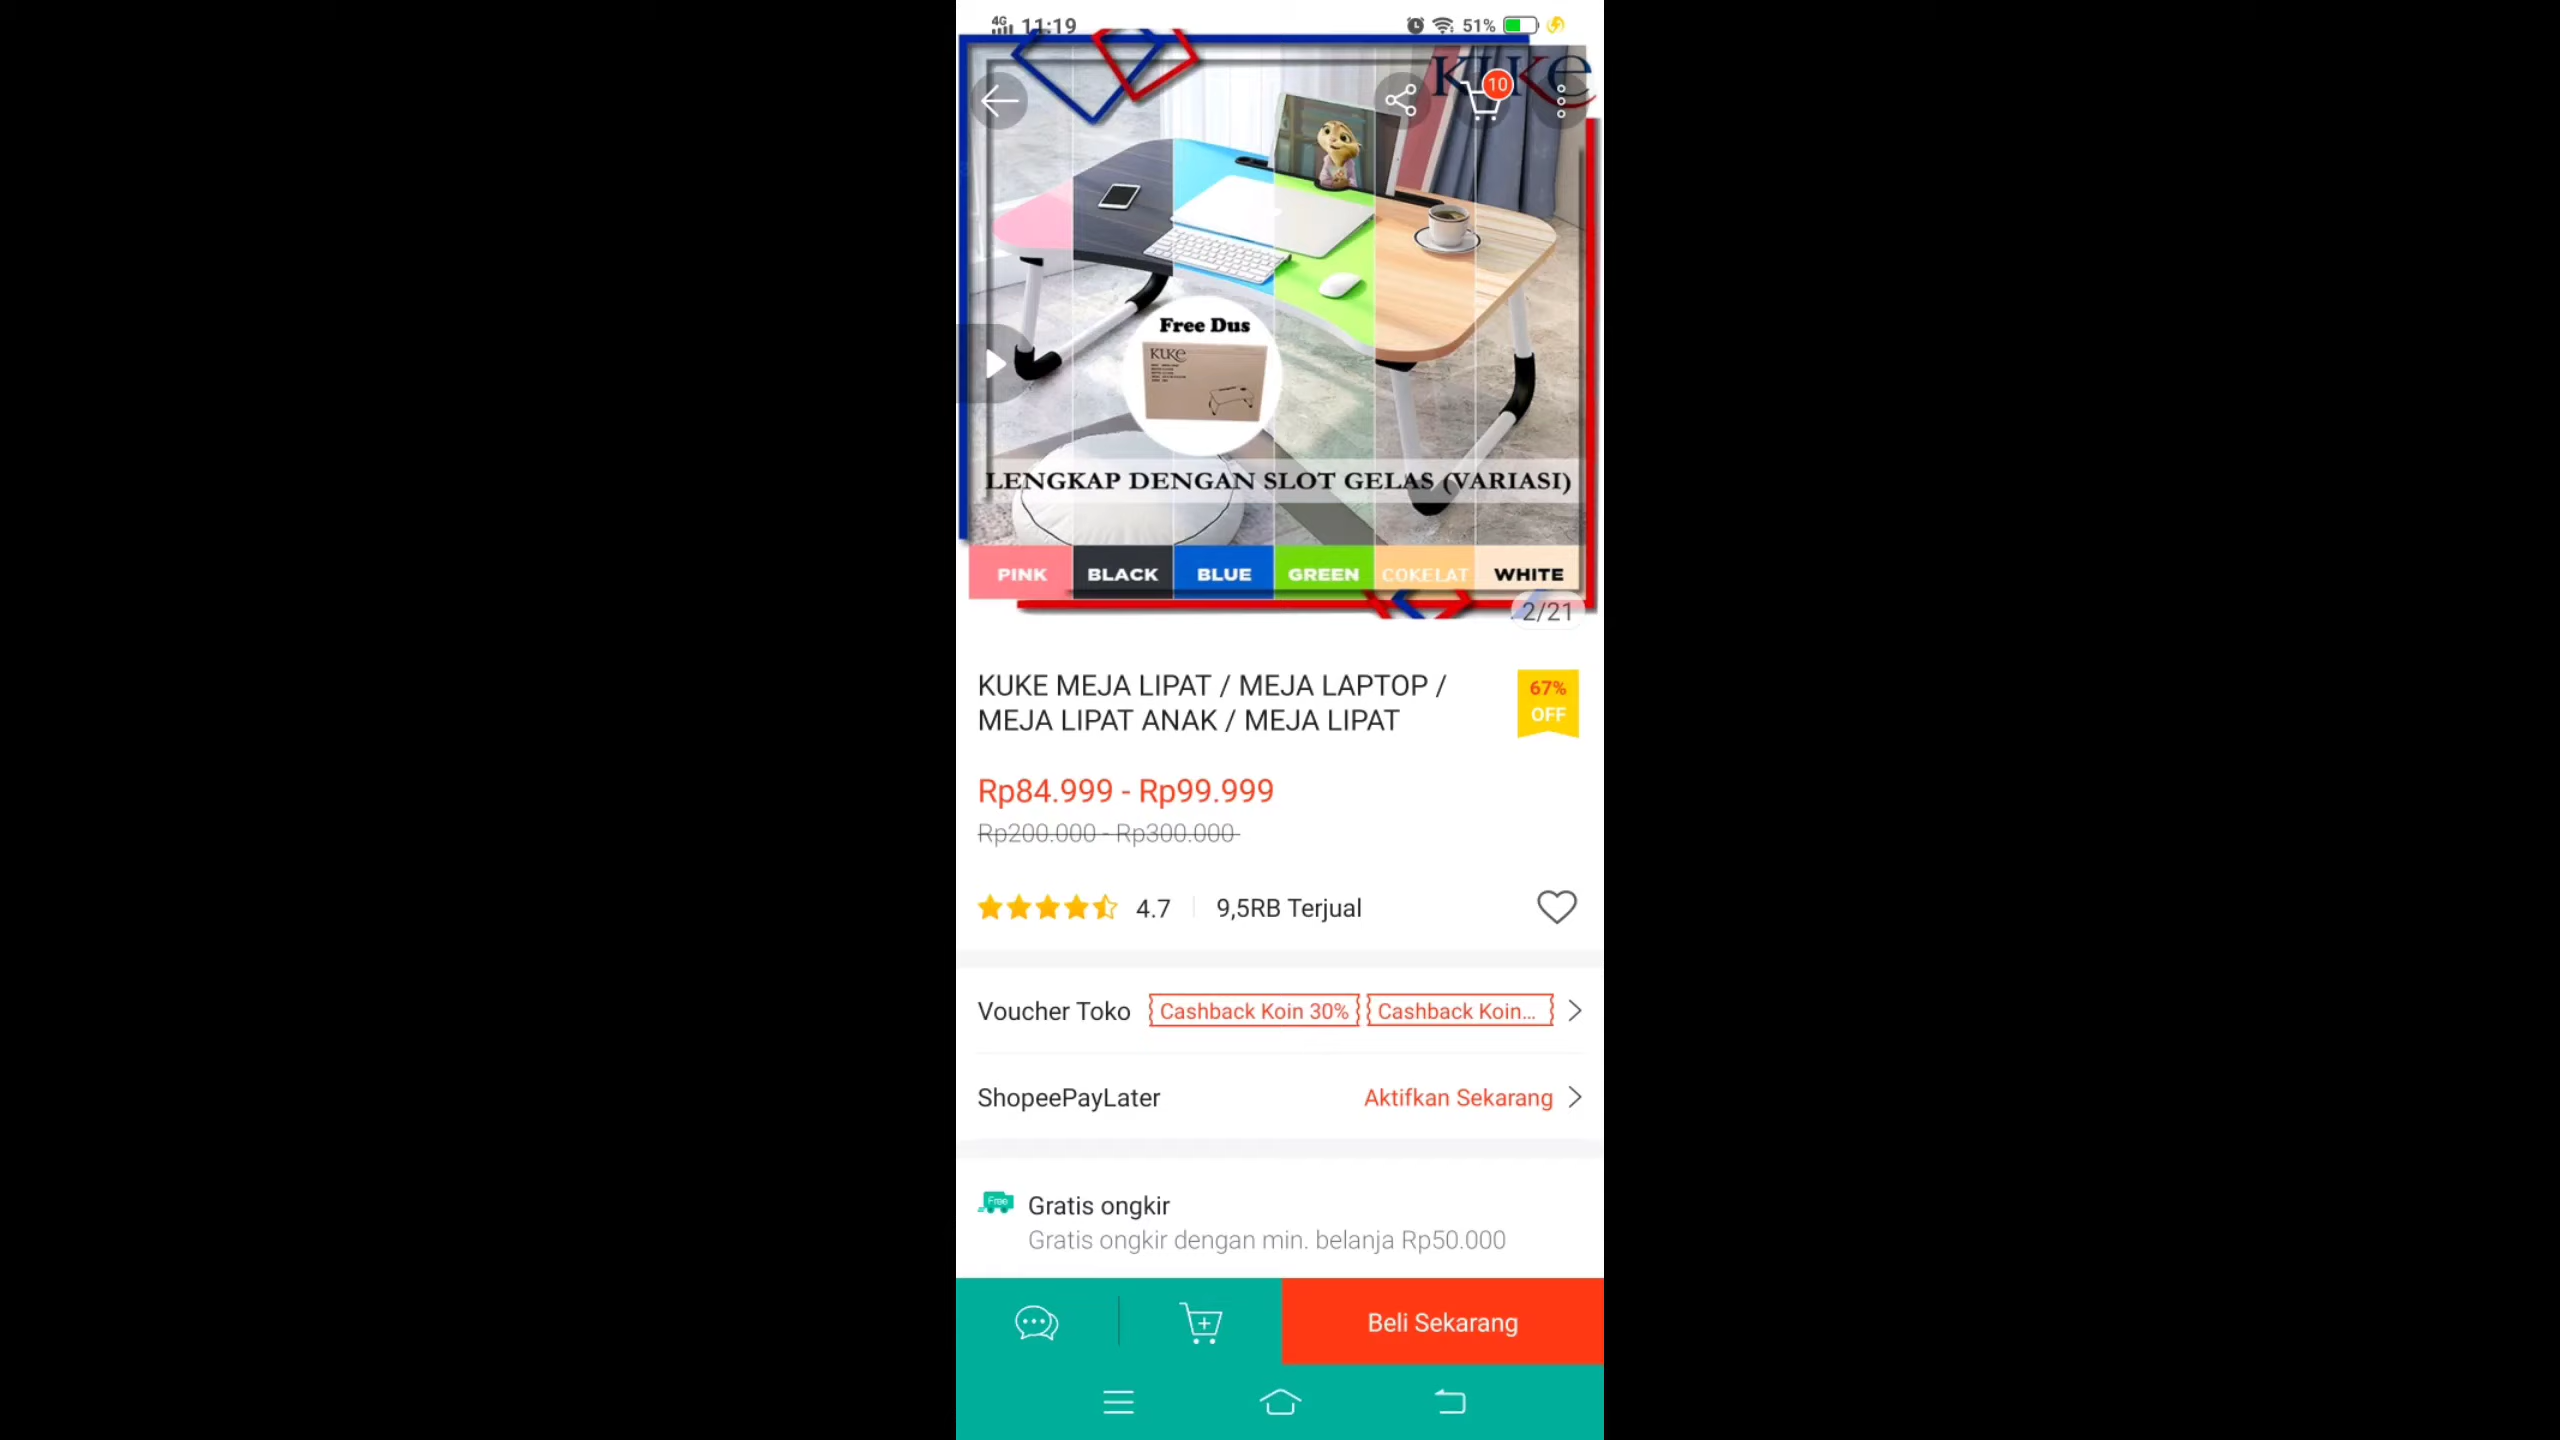 4G 11:19 51%
KUKE
10
Free Dus
KUKE
LENGKAP DENGAN SLOT GELAS (VARIASI)
PINK BLACK BLUE GREEN COKELAT WHITE
2/21
KUKE MEJA LIPAT / MEJA LAPTOP /
MEJA LIPAT ANAK / MEJA LIPAT
67%
OFF
Rp84.999 - Rp99.999
Rp200.000 - Rp300.000
4.7 9,5RB Terjual
Voucher Toko Cashback Koin 30% Cashback Koin...
ShopeePayLater Aktifkan Sekarang
Free Gratis ongkir
Gratis ongkir dengan min. belanja Rp50.000
Beli Sekarang